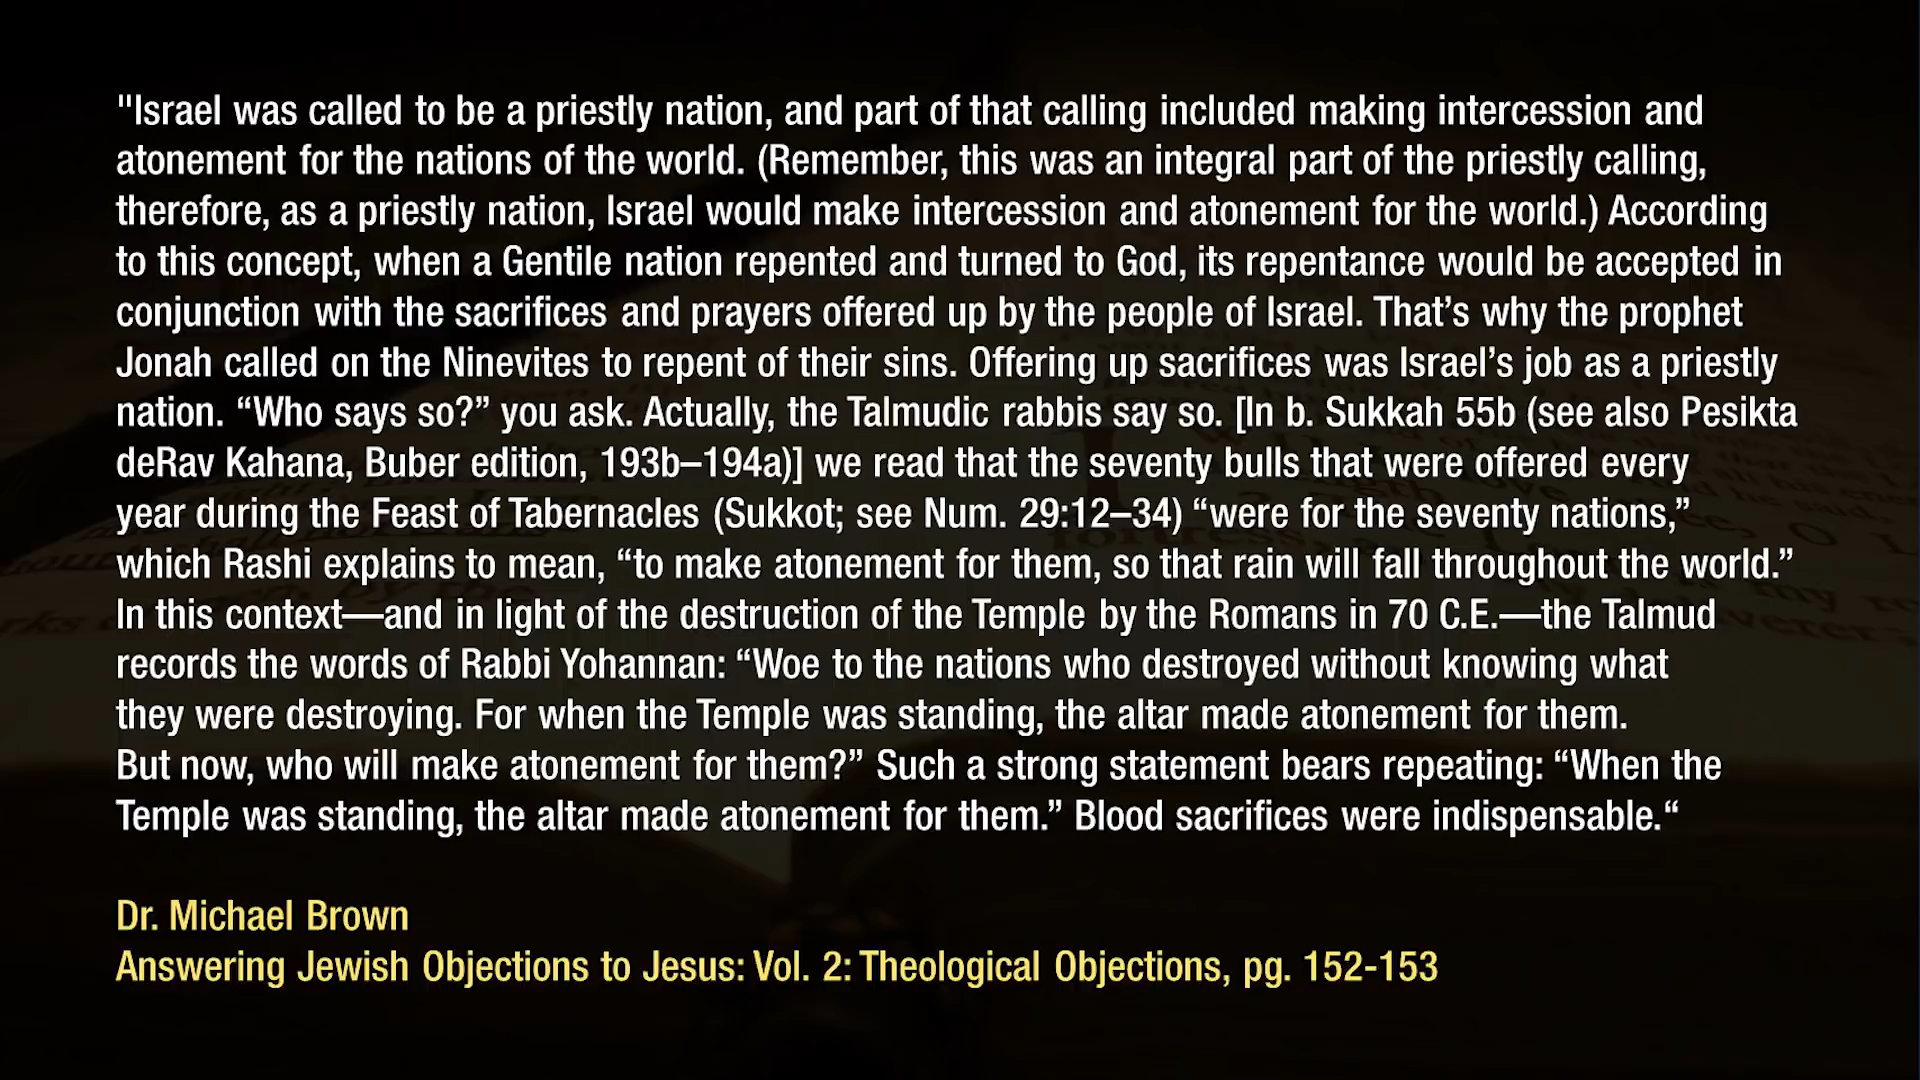 "Israel was called to be a priestly nation, and part of that calling included making intercession and
atonement for the nations of the world. (Remember, this was an integral part of the priestly calling,
therefore, as a priestly nation, Israel would make intercession and atonement for the world.) According
to this concept, when a Gentile nation repented and turned to God, its repentance would be accepted in
conjunction with the sacrifices and prayers offered up by the people of Israel. That’s why the prophet
Jonah called on the Ninevites to repent of their sins. Offering up sacrifices was Israel’s job as a priestly
nation. “Who says so?” you ask. Actually, the Talmudic rabbis say so. [In b. Sukkah 55b (see also Pesikta
deRav Kahana, Buber edition, 193b–194a)] we read that the seventy bulls that were offered every
year during the Feast of Tabernacles (Sukkot; see Num. 29:12–34) “were for the seventy nations,”
which Rashi explains to mean, “to make atonement for them, so that rain will fall throughout the world.”
In this context—and in light of the destruction of the Temple by the Romans in 70 C.E.—the Talmud
records the words of Rabbi Yohannan: “Woe to the nations who destroyed without knowing what
they were destroying. For when the Temple was standing, the altar made atonement for them.
But now, who will make atonement for them?” Such a strong statement bears repeating: “When the
Temple was standing, the altar made atonement for them.” Blood sacrifices were indispensable.“
Dr. Michael Brown
Answering Jewish Objections to Jesus: Vol. 2: Theological Objections, pg. 152-153